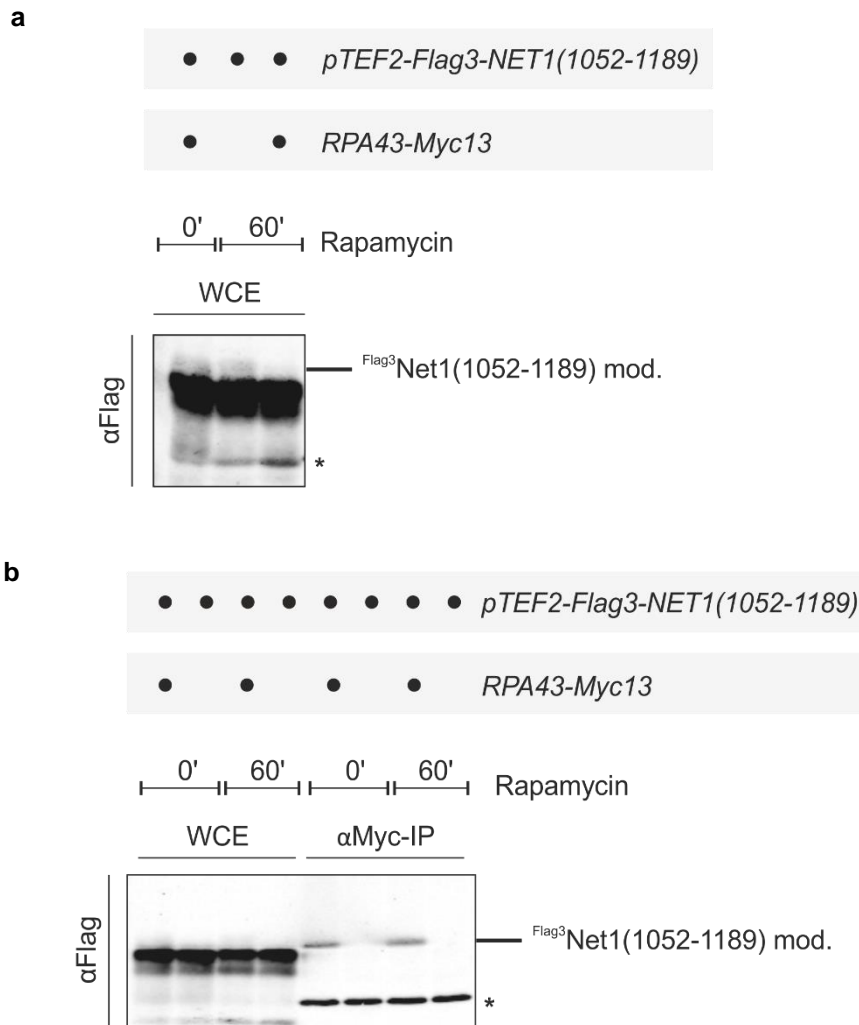 a
pTEF2-Flag3-NET1(1052-1189)
RPA43-Myc13
0' 60' Rapamycin
WCE
αFlag
Flag3Net1(1052-1189) mod.
*
b
pTEF2-Flag3-NET1(1052-1189)
RPA43-Myc13
0' 60' 0' 60' Rapamycin
WCE αMyc-IP
αFlag
Flag3Net1(1052-1189) mod.
*